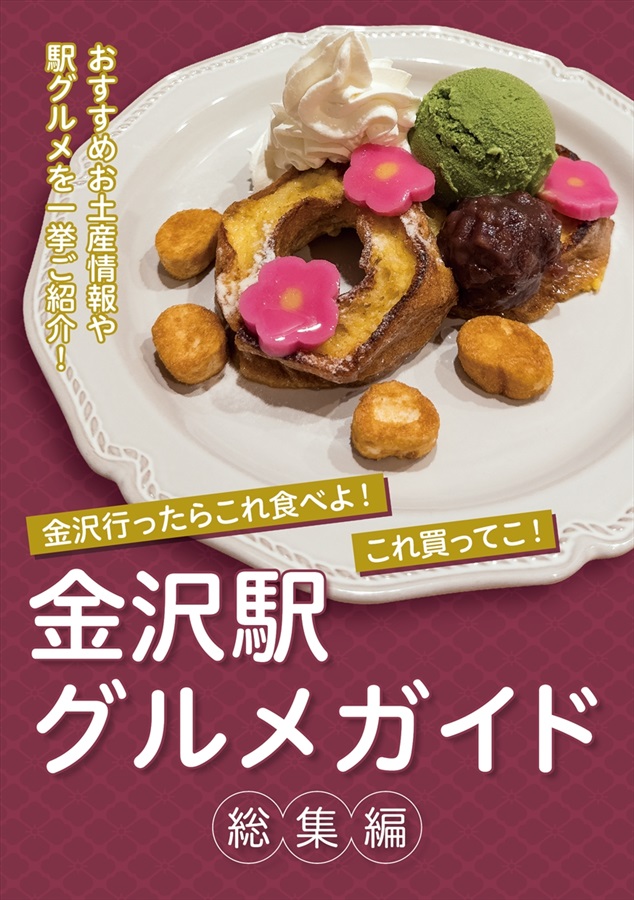 おすすめお土産情報や
駅グルメを一挙ご紹介！
金沢行ったらこれ食べよ！
これ買ってこ！
金沢駅
グルメガイド
総集編